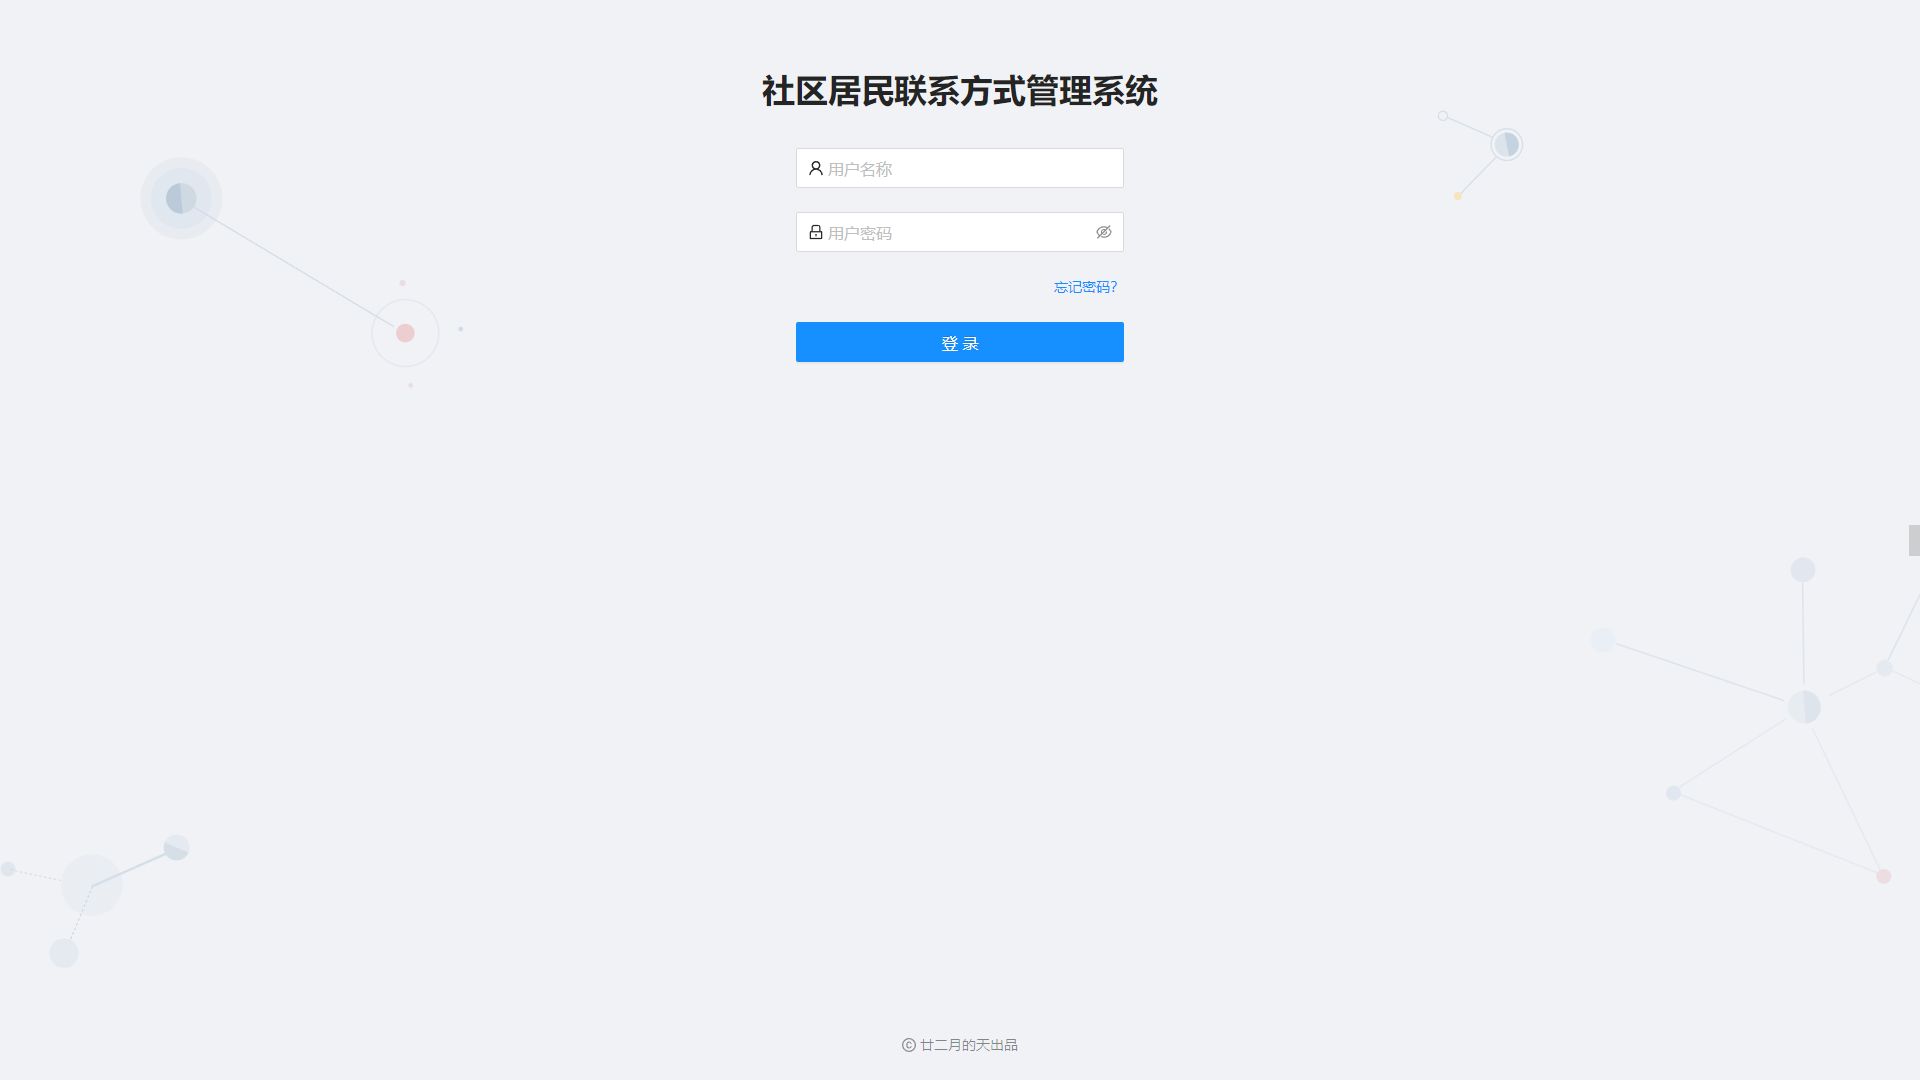 社区居民联系方式管理系统
用户名称
用户密码
忘记密码?
登 录
© 廿二月的天出品